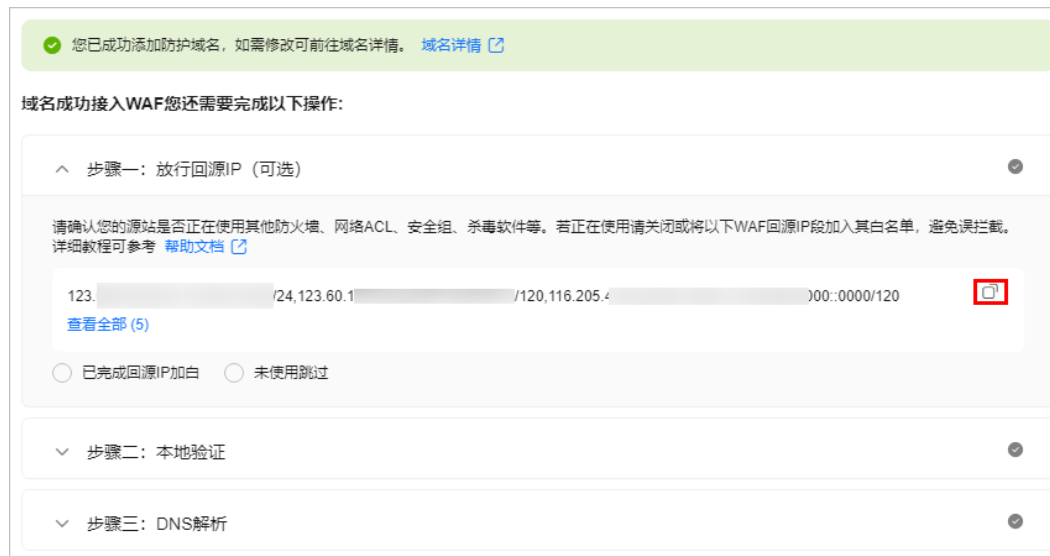 您已成功添加防护域名，如需修改可前往域名详情。 域名详情
域名成功接入WAF您还需要完成以下操作：
步骤一：放行回源IP（可选）
请确认您的源站是否正在使用其他防火墙、网络ACL、安全组、杀毒软件等。若正在使用请关闭或将以下WAF回源IP段加入其白名单，避免误拦截。
详细教程可参考 帮助文档
123. /24,123.60.1 /120,116.205. 000::0000/120
查看全部 (5)
已完成回源IP加白 未使用跳过
步骤二：本地验证
步骤三：DNS解析